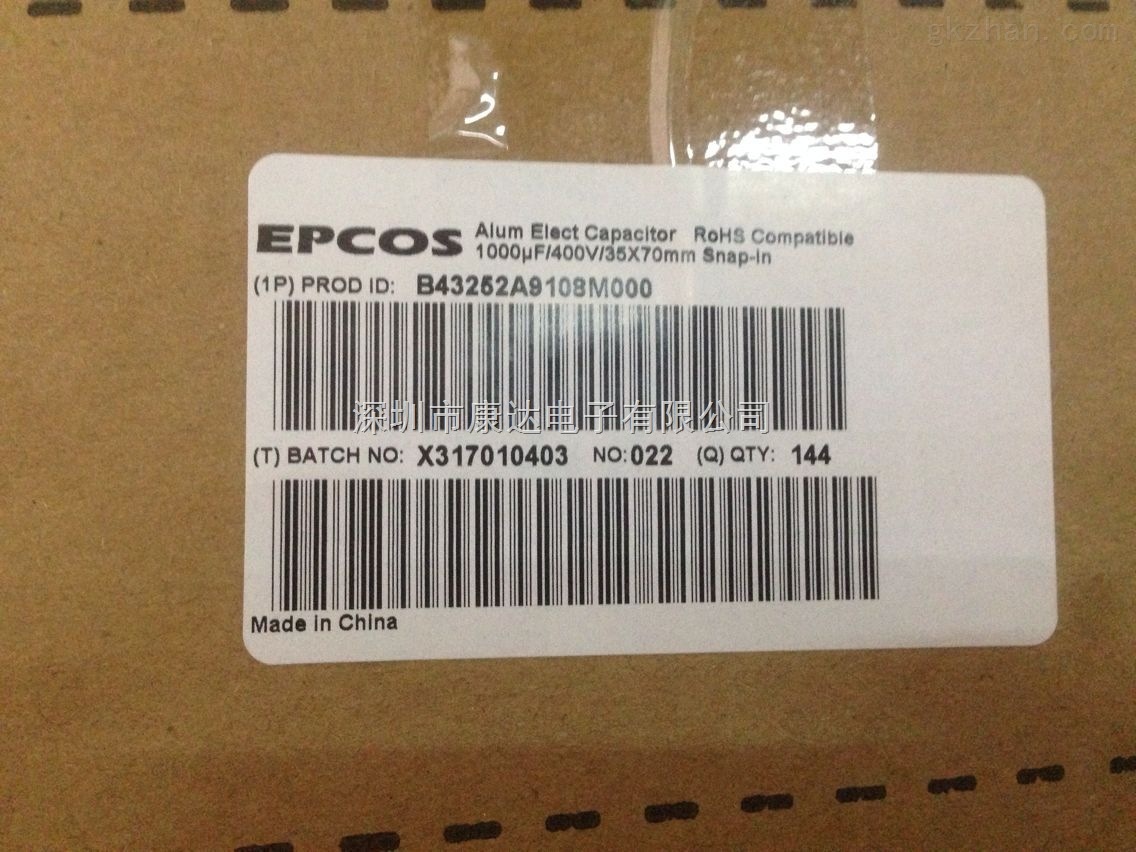 gkzhan.com
EPCOS Alum Elect Capacitor RoHS Compatible
1000µF/400V/35X70mm Snap-in
(1P) PROD ID: B43252A9108M000
深圳市康达电子有限公司
(T) BATCH NO: X317010403 NO:022 (Q) QTY: 144
Made in China